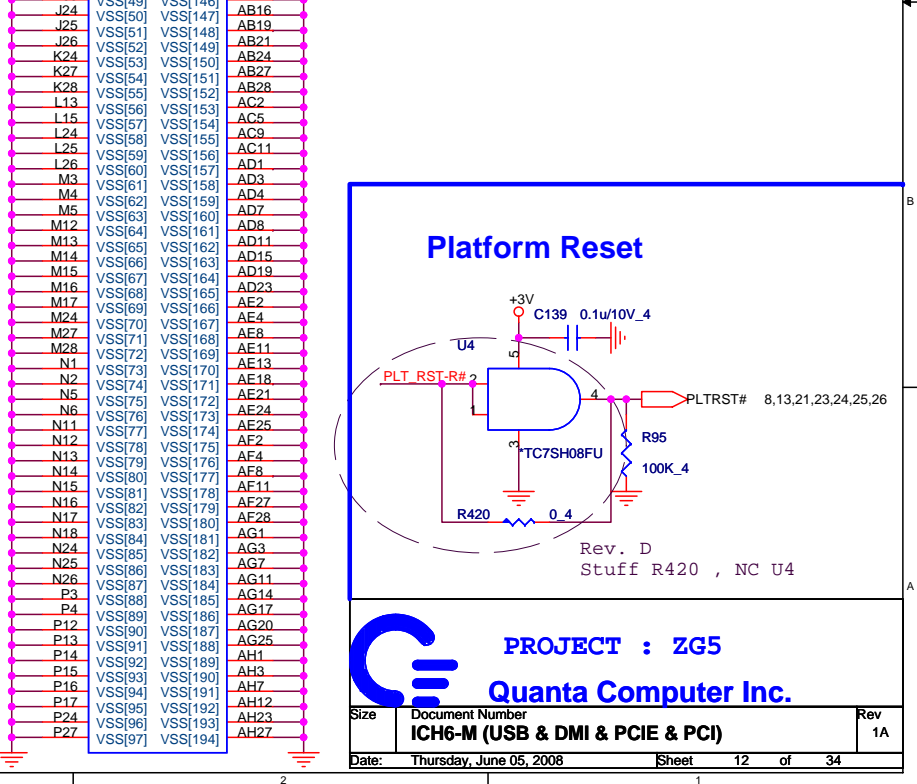 VSS[49] VSS[146]
J24 VSS[50] VSS[147] AB16
J25 VSS[51] VSS[148] AB19
J26 VSS[52] VSS[149] AB21
K24 VSS[53] VSS[150] AB24
K27 VSS[54] VSS[151] AB27
K28 VSS[55] VSS[152] AB28
L13 VSS[56] VSS[153] AC2
L15 VSS[57] VSS[154] AC5
L24 VSS[58] VSS[155] AC9
L25 VSS[59] VSS[156] AC11
L26 VSS[60] VSS[157] AD1
M3 VSS[61] VSS[158] AD3
M4 VSS[62] VSS[159] AD4
M5 VSS[63] VSS[160] AD7
M12 VSS[64] VSS[161] AD8
M13 VSS[65] VSS[162] AD11
M14 VSS[66] VSS[163] AD15
M15 VSS[67] VSS[164] AD19
M16 VSS[68] VSS[165] AD23
M17 VSS[69] VSS[166] AE2
M24 VSS[70] VSS[167] AE4
M27 VSS[71] VSS[168] AE8
M28 VSS[72] VSS[169] AE11
N1 VSS[73] VSS[170] AE13
N2 VSS[74] VSS[171] AE18
N5 VSS[75] VSS[172] AE21
N6 VSS[76] VSS[173] AE24
N11 VSS[77] VSS[174] AE25
N12 VSS[78] VSS[175] AF2
N13 VSS[79] VSS[176] AF4
N14 VSS[80] VSS[177] AF8
N15 VSS[81] VSS[178] AF11
N16 VSS[82] VSS[179] AF27
N17 VSS[83] VSS[180] AF28
N18 VSS[84] VSS[181] AG1
N24 VSS[85] VSS[182] AG3
N25 VSS[86] VSS[183] AG7
N26 VSS[87] VSS[184] AG11
P3 VSS[88] VSS[185] AG14
P4 VSS[89] VSS[186] AG17
P12 VSS[90] VSS[187] AG20
P13 VSS[91] VSS[188] AG25
P14 VSS[92] VSS[189] AH1
P15 VSS[93] VSS[190] AH3
P16 VSS[94] VSS[191] AH7
P17 VSS[95] VSS[192] AH12
P24 VSS[96] VSS[193] AH23
P27 VSS[97] VSS[194] AH27
B
Platform Reset
+3V
C139 0.1u/10V_4
U4
5
PLT_RST-R# 2
4
PLTRST# 8,13,21,23,24,25,26
1
3
*TC7SH08FU
R95
100K_4
R420 0_4
Rev. D
Stuff R420 , NC U4
A
PROJECT : ZG5
Quanta Computer Inc.
Size Document Number Rev
ICH6-M (USB & DMI & PCIE & PCI) 1A
Date: Thursday, June 05, 2008 Sheet 12 of 34
2 1